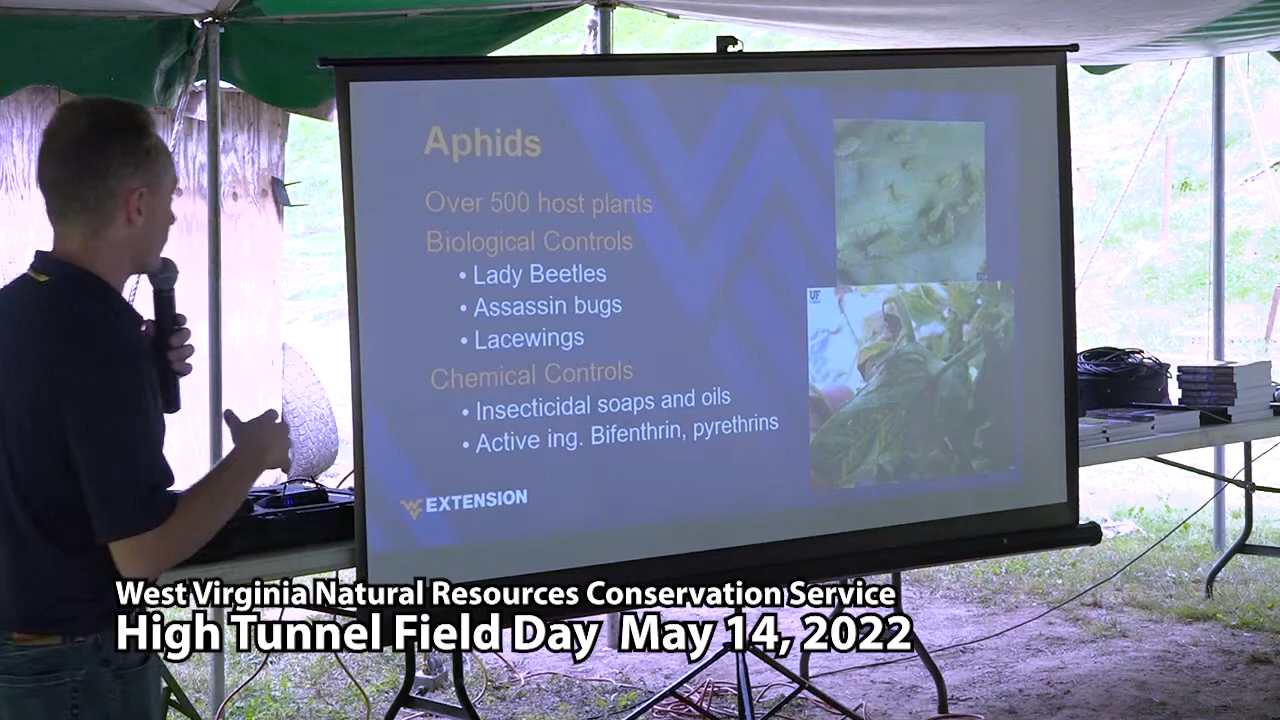 Aphids
Over 500 host plants
Biological Controls
• Lady Beetles
• Assassin bugs
• Lacewings
Chemical Controls
• Insecticidal soaps and oils
• Active ing. Bifenthrin, pyrethrins
EXTENSION
UF
West Virginia Natural Resources Conservation Service
High Tunnel Field Day May 14, 2022